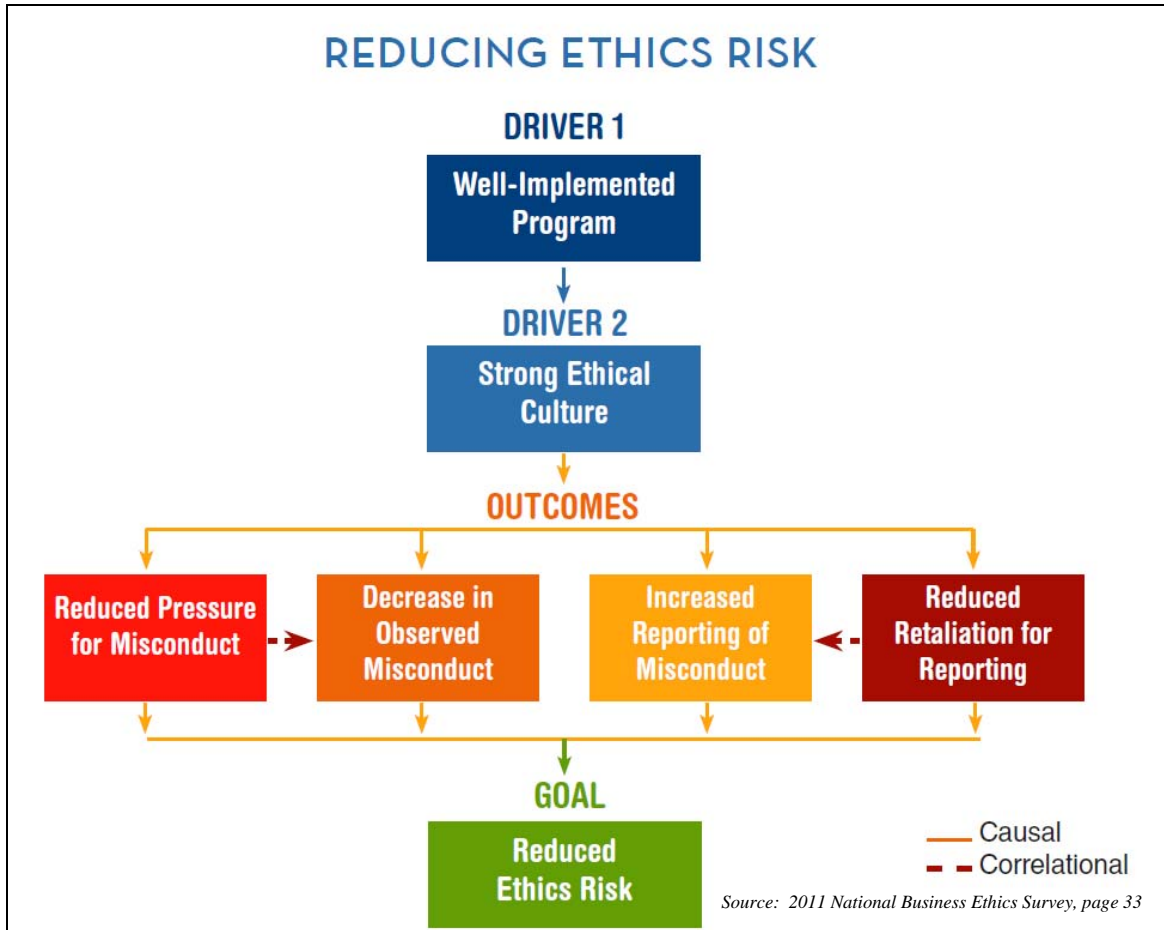 REDUCING ETHICS RISK
DRIVER 1
Well-Implemented
Program
DRIVER 2
Strong Ethical
Culture
OUTCOMES
Reduced Pressure
for Misconduct
Decrease in
Observed
Misconduct
Increased
Reporting of
Misconduct
Reduced
Retaliation for
Reporting
GOAL
Reduced
Ethics Risk
Causal
Correlational
Source:  2011 National Business Ethics Survey, page 33